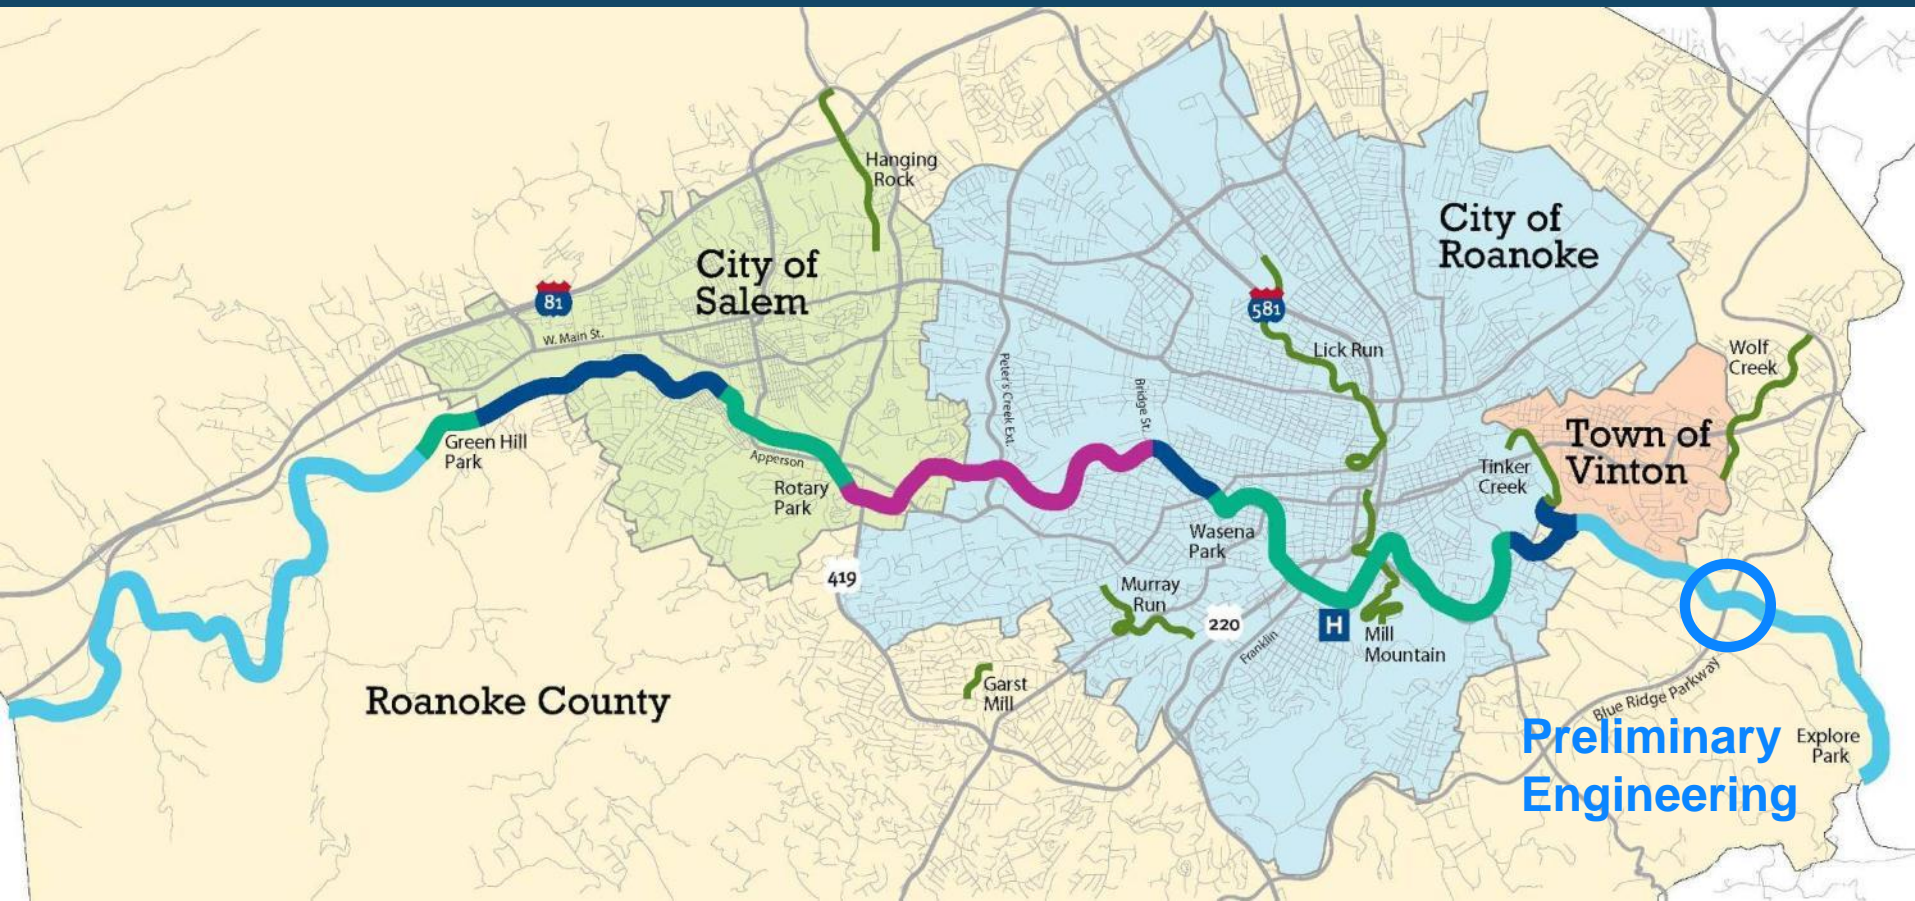 Hanging
Rock
City of
Roanoke
City of
Salem
81
581
W. Main St.
Lick Run
Wolf
Creek
Peter's Creek Ext.
Bridge St.
Green Hill
Park
Apperson
Town of
Vinton
Tinker
Creek
Rotary
Park
Wasena
Park
419
Murray
Run
220
H
Franklin
Mill
Mountain
Garst
Mill
Roanoke County
Blue Ridge Parkway
Preliminary
Engineering
Explore
Park